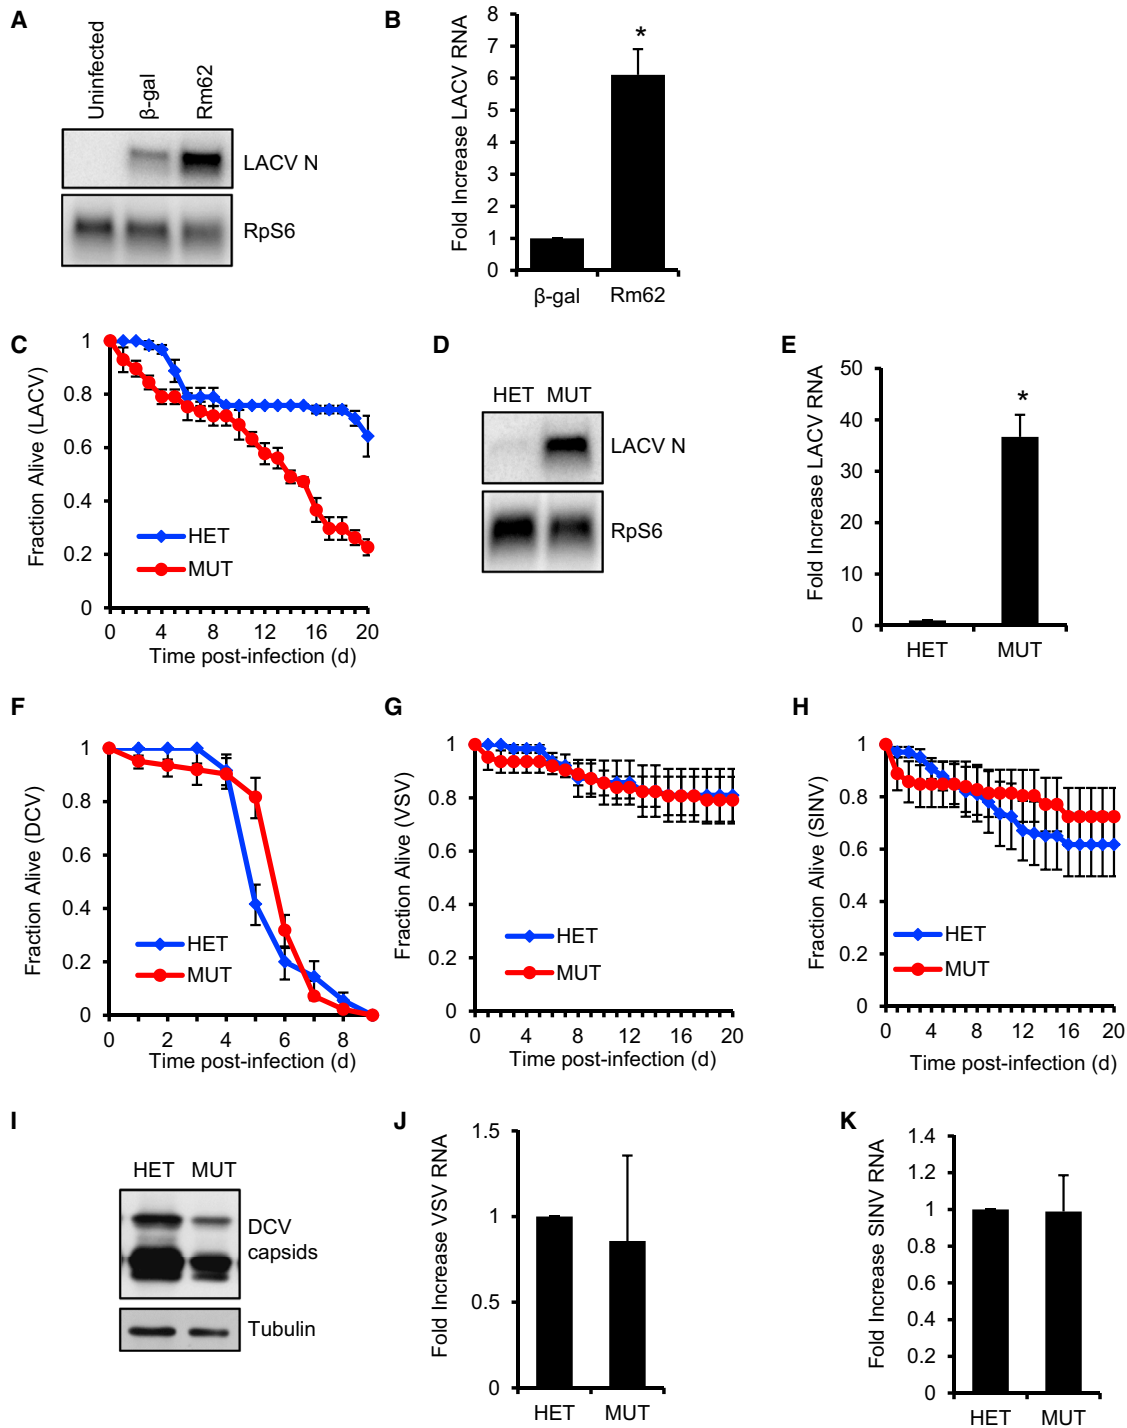 A
Uninfected
β-gal
Rm62
LACV N
RpS6
B
Fold Increase LACV RNA
8
7
6
5
4
3
2
1
0
*
β-gal
Rm62
C
Fraction Alive (LACV)
1
0.8
0.6
0.4
0.2
0
HET
MUT
0 4 8 12 16 20
Time post-infection (d)
D
HET MUT
LACV N
RpS6
E
Fold Increase LACV RNA
50
40
30
20
10
0
*
HET
MUT
F
Fraction Alive (DCV)
1
0.8
0.6
0.4
0.2
0
HET
MUT
0 2 4 6 8
Time post-infection (d)
G
Fraction Alive (VSV)
1
0.8
0.6
0.4
0.2
0
HET
MUT
0 4 8 12 16 20
Time post-infection (d)
H
Fraction Alive (SINV)
1
0.8
0.6
0.4
0.2
0
HET
MUT
0 4 8 12 16 20
Time post-infection (d)
I
HET MUT
DCV
capsids
Tubulin
J
Fold Increase VSV RNA
1.5
1
0.5
0
HET
MUT
K
Fold Increase SINV RNA
1.4
1.2
1
0.8
0.6
0.4
0.2
0
HET
MUT